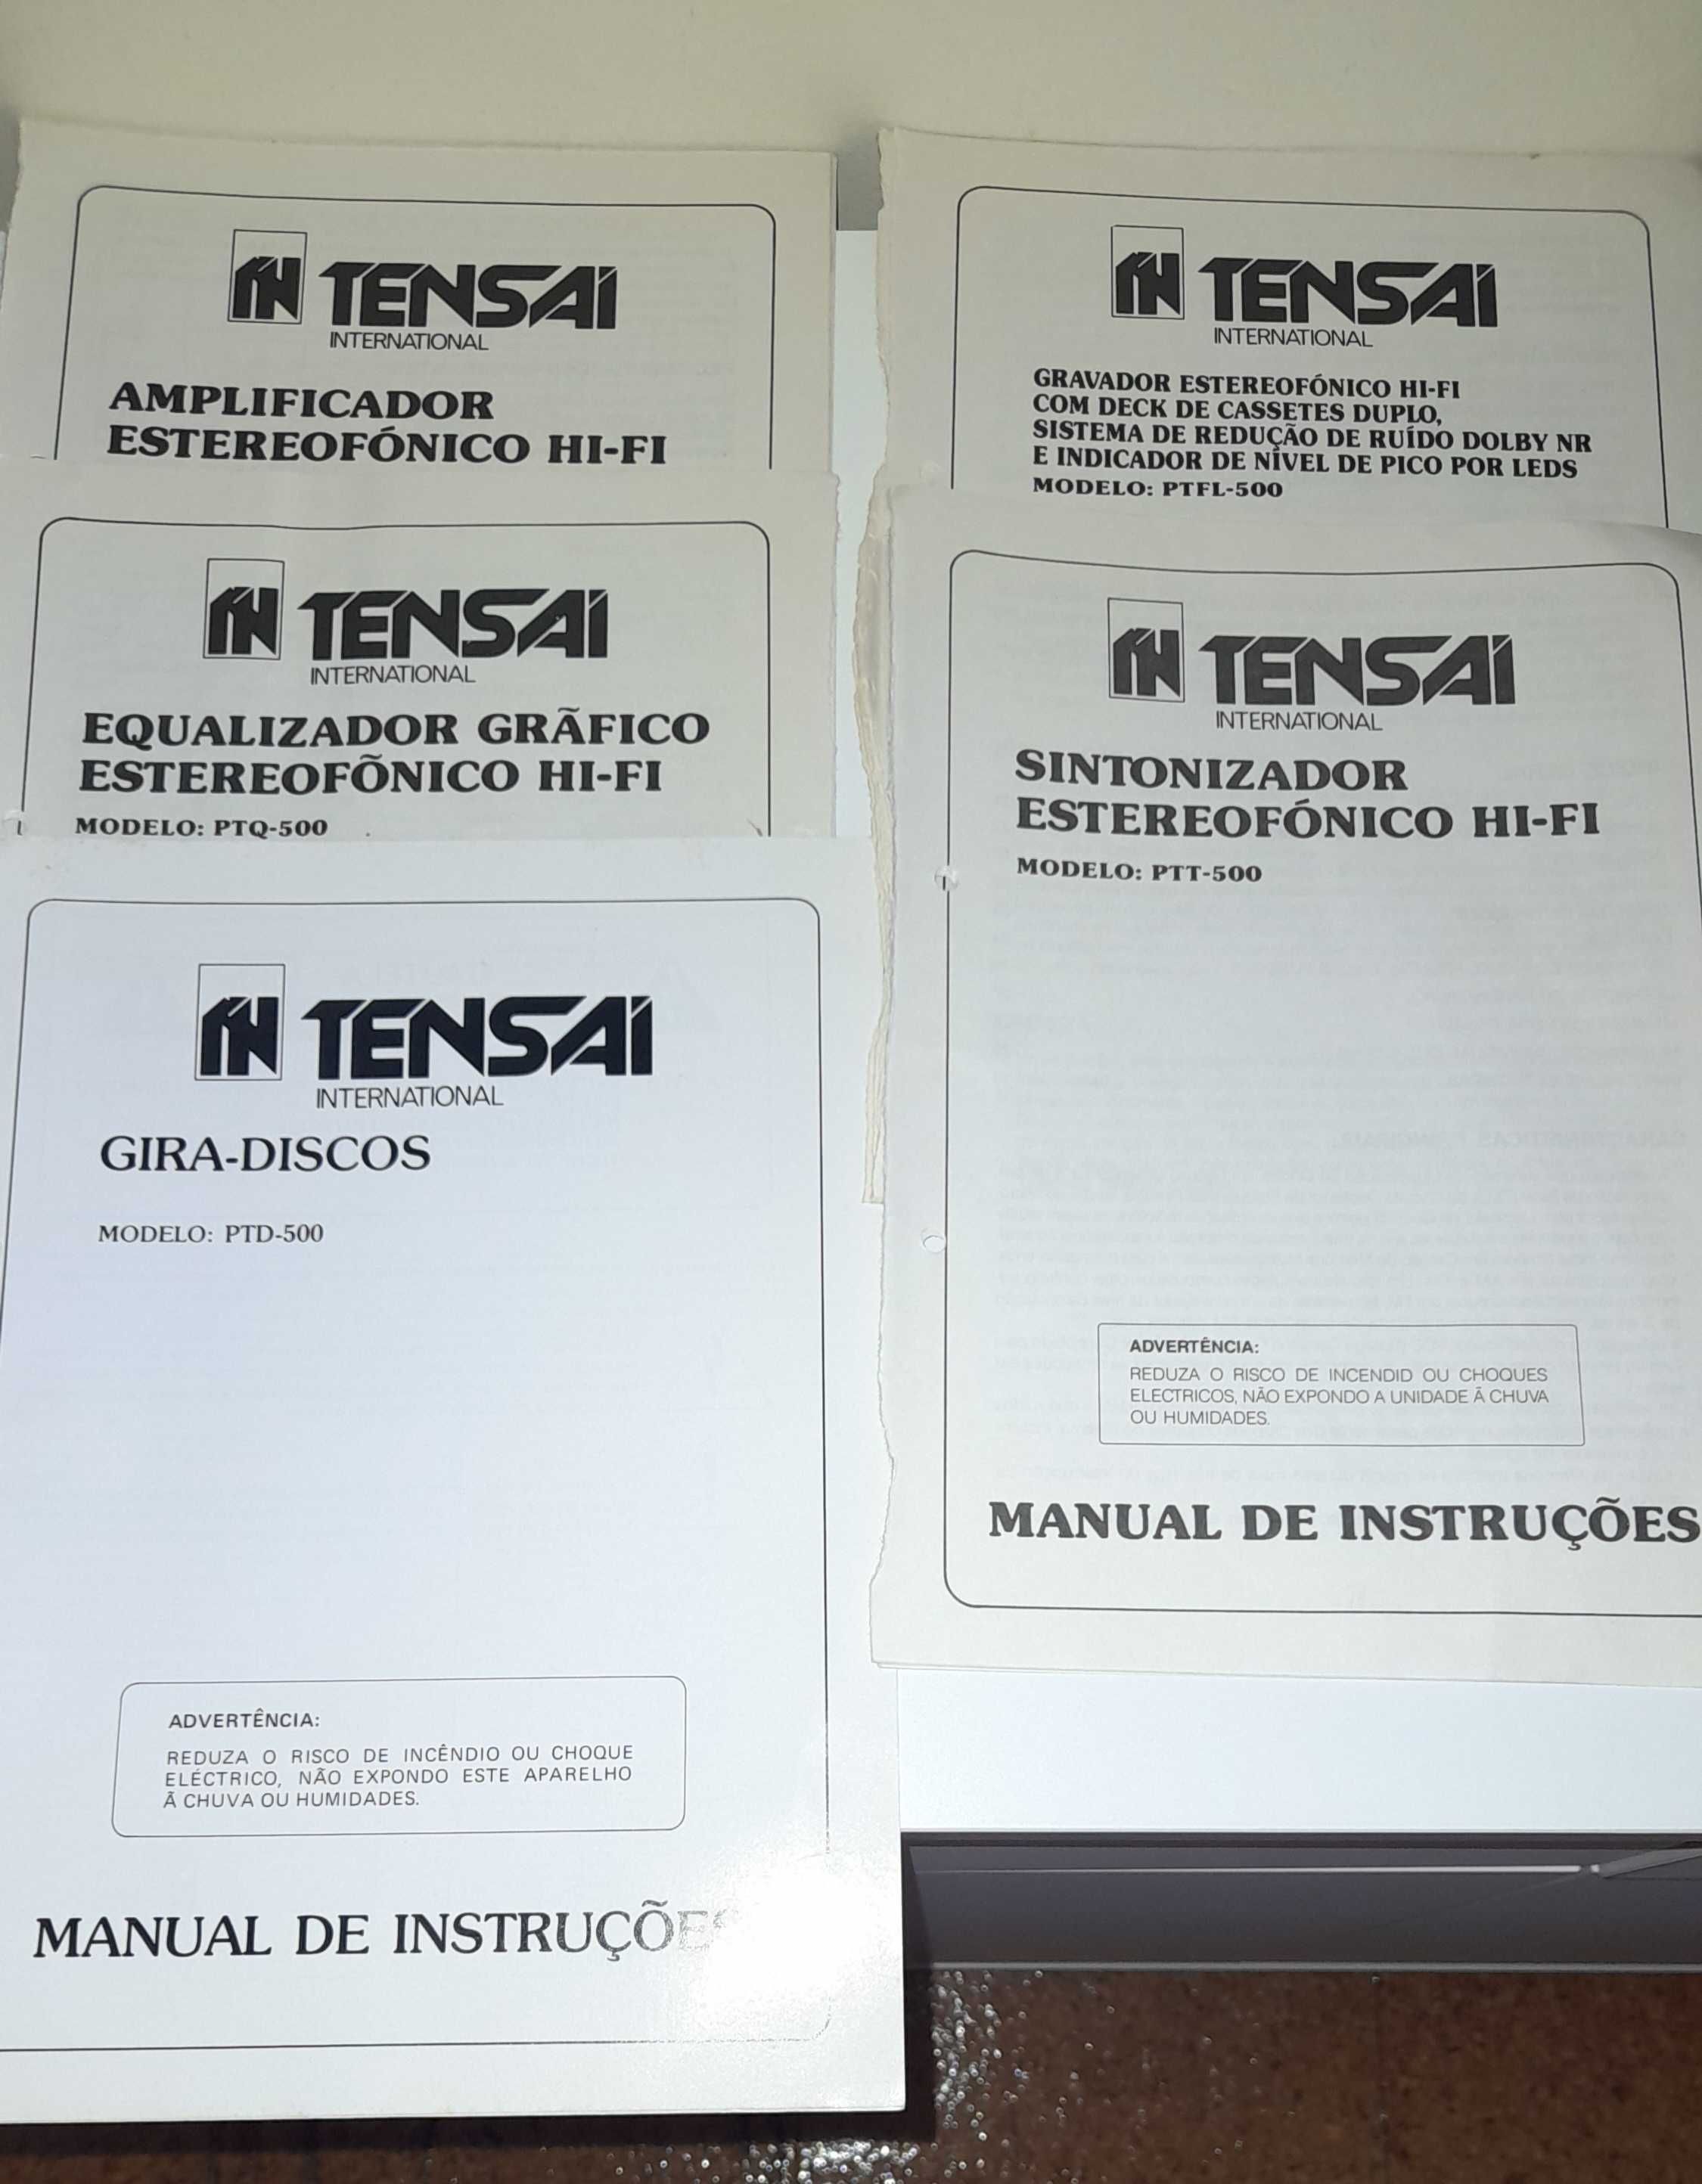 TENSAI
INTERNATIONAL
AMPLIFICADOR
ESTEREOFÓNICO HI-FI
TENSAI
INTERNATIONAL
EQUALIZADOR GRÃFICO
ESTEREOFÕNICO HI-FI
MODELO: PTQ-500
TENSAI
INTERNATIONAL
GIRA-DISCOS
MODELO: PTD-500
ADVERTÊNCIA:
REDUZA O RISCO DE INCÊNDIO OU CHOQUE
ELÉCTRICO, NÃO EXPONDO ESTE APARELHO
Ã CHUVA OU HUMIDADES.
MANUAL DE INSTRUÇÕES
TENSAI
INTERNATIONAL
GRAVADOR ESTEREOFÓNICO HI-FI
COM DECK DE CASSETES DUPLO,
SISTEMA DE REDUÇÃO DE RUÍDO DOLBY NR
E INDICADOR DE NÍVEL DE PICO POR LEDS
MODELO: PTFL-500
TENSAI
INTERNATIONAL
SINTONIZADOR
ESTEREOFÓNICO HI-FI
MODELO: PTT-500
ADVERTÊNCIA:
REDUZA O RISCO DE INCENDID OU CHOQUES
ELECTRICOS, NÃO EXPONDO A UNIDADE Ã CHUVA
OU HUMIDADES.
MANUAL DE INSTRUÇÕES